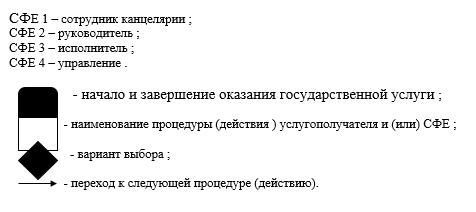 СФЕ 1 – сотрудник канцелярии ;
СФЕ 2 – руководитель ;
СФЕ 3 – исполнитель ;
СФЕ 4 – управление .
- начало и завершение оказания государственной услуги ;
- наименование процедуры (действия ) услугополучателя и (или) СФЕ ;
- вариант выбора ;
- переход к следующей процедуре (действию).